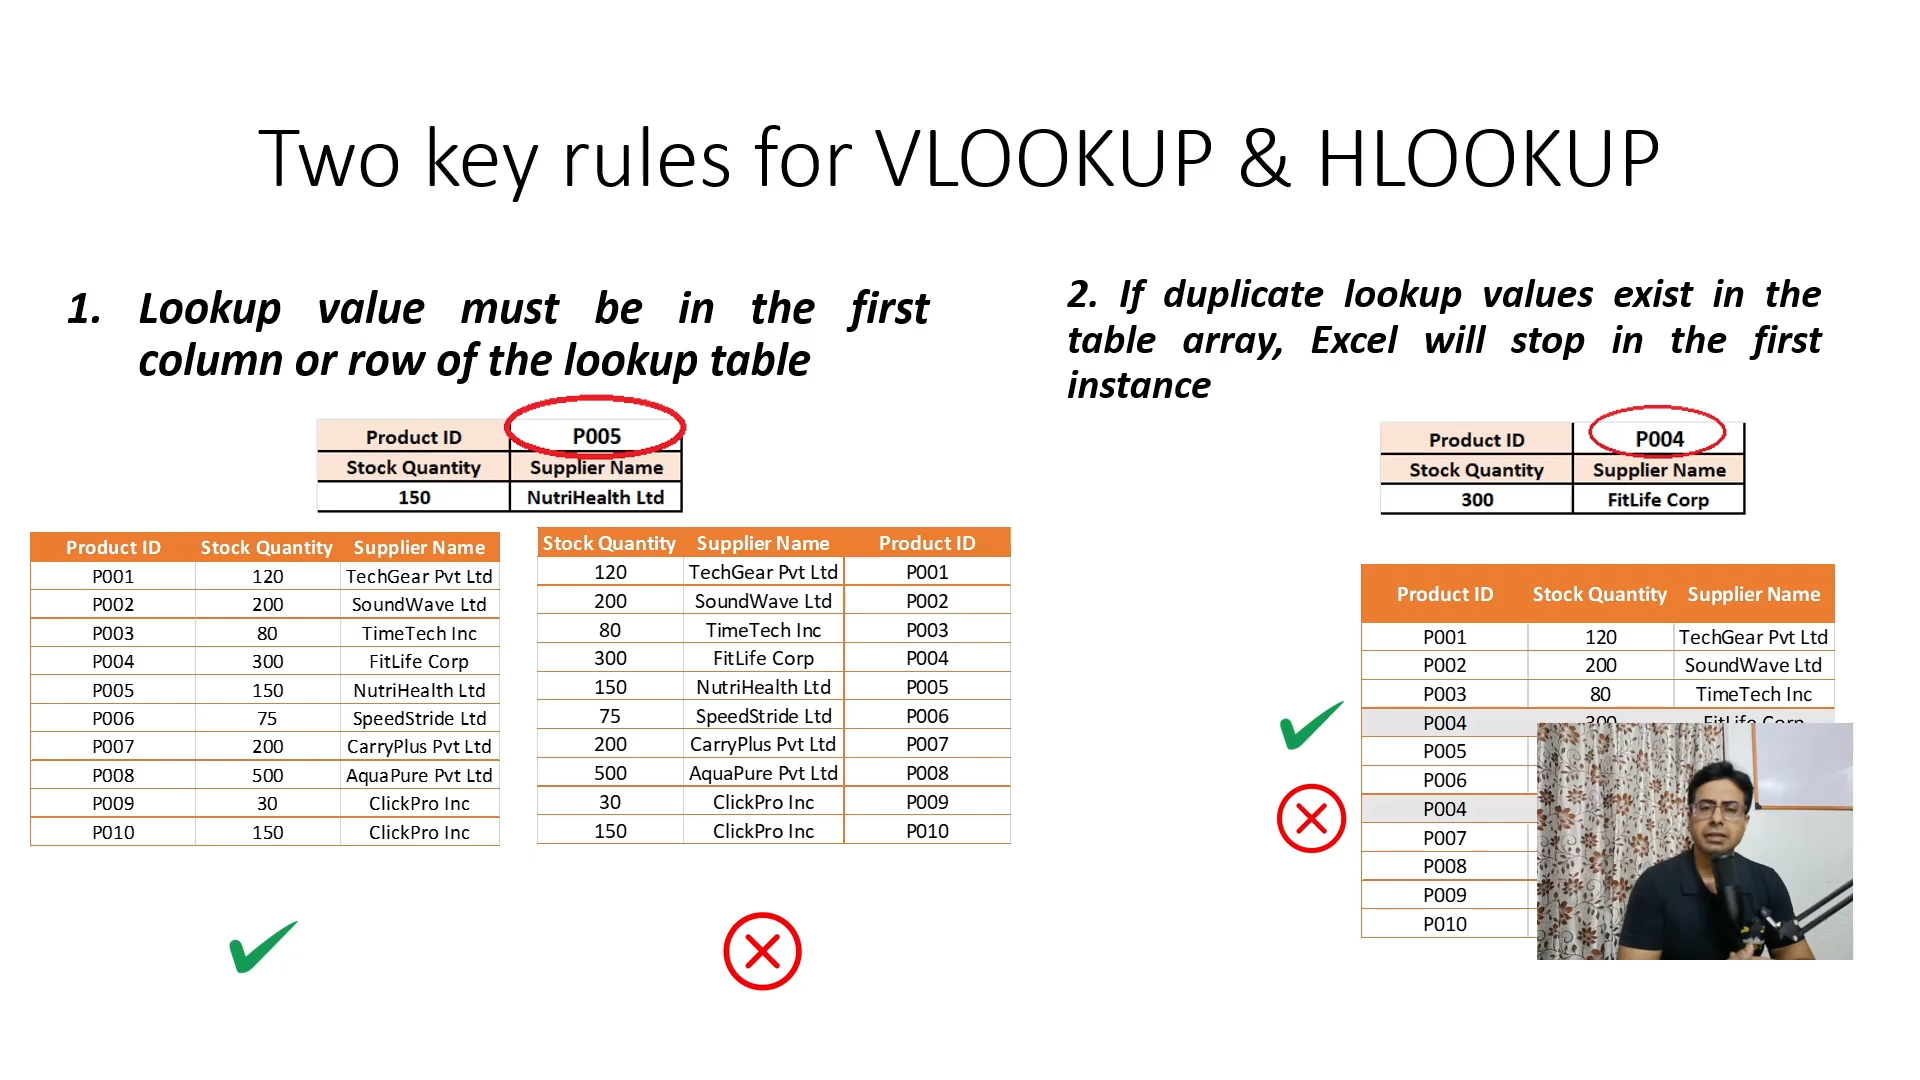 Two key rules for VLOOKUP & HLOOKUP
1. Lookup value must be in the first
column or row of the lookup table
Product ID P005
Stock Quantity Supplier Name
150 NutriHealth Ltd
Product ID Stock Quantity Supplier Name
P001 120 TechGear Pvt Ltd
P002 200 SoundWave Ltd
P003 80 TimeTech Inc
P004 300 FitLife Corp
P005 150 NutriHealth Ltd
P006 75 SpeedStride Ltd
P007 200 CarryPlus Pvt Ltd
P008 500 AquaPure Pvt Ltd
P009 30 ClickPro Inc
P010 150 ClickPro Inc
Stock Quantity Supplier Name Product ID
120 TechGear Pvt Ltd P001
200 SoundWave Ltd P002
80 TimeTech Inc P003
300 FitLife Corp P004
150 NutriHealth Ltd P005
75 SpeedStride Ltd P006
200 CarryPlus Pvt Ltd P007
500 AquaPure Pvt Ltd P008
30 ClickPro Inc P009
150 ClickPro Inc P010
2. If duplicate lookup values exist in the
table array, Excel will stop in the first
instance
Product ID P004
Stock Quantity Supplier Name
300 FitLife Corp
Product ID Stock Quantity Supplier Name
P001 120 TechGear Pvt Ltd
P002 200 SoundWave Ltd
P003 80 TimeTech Inc
P004 300 FitLife Corp
P005
P006
P004
P007
P008
P009
P010